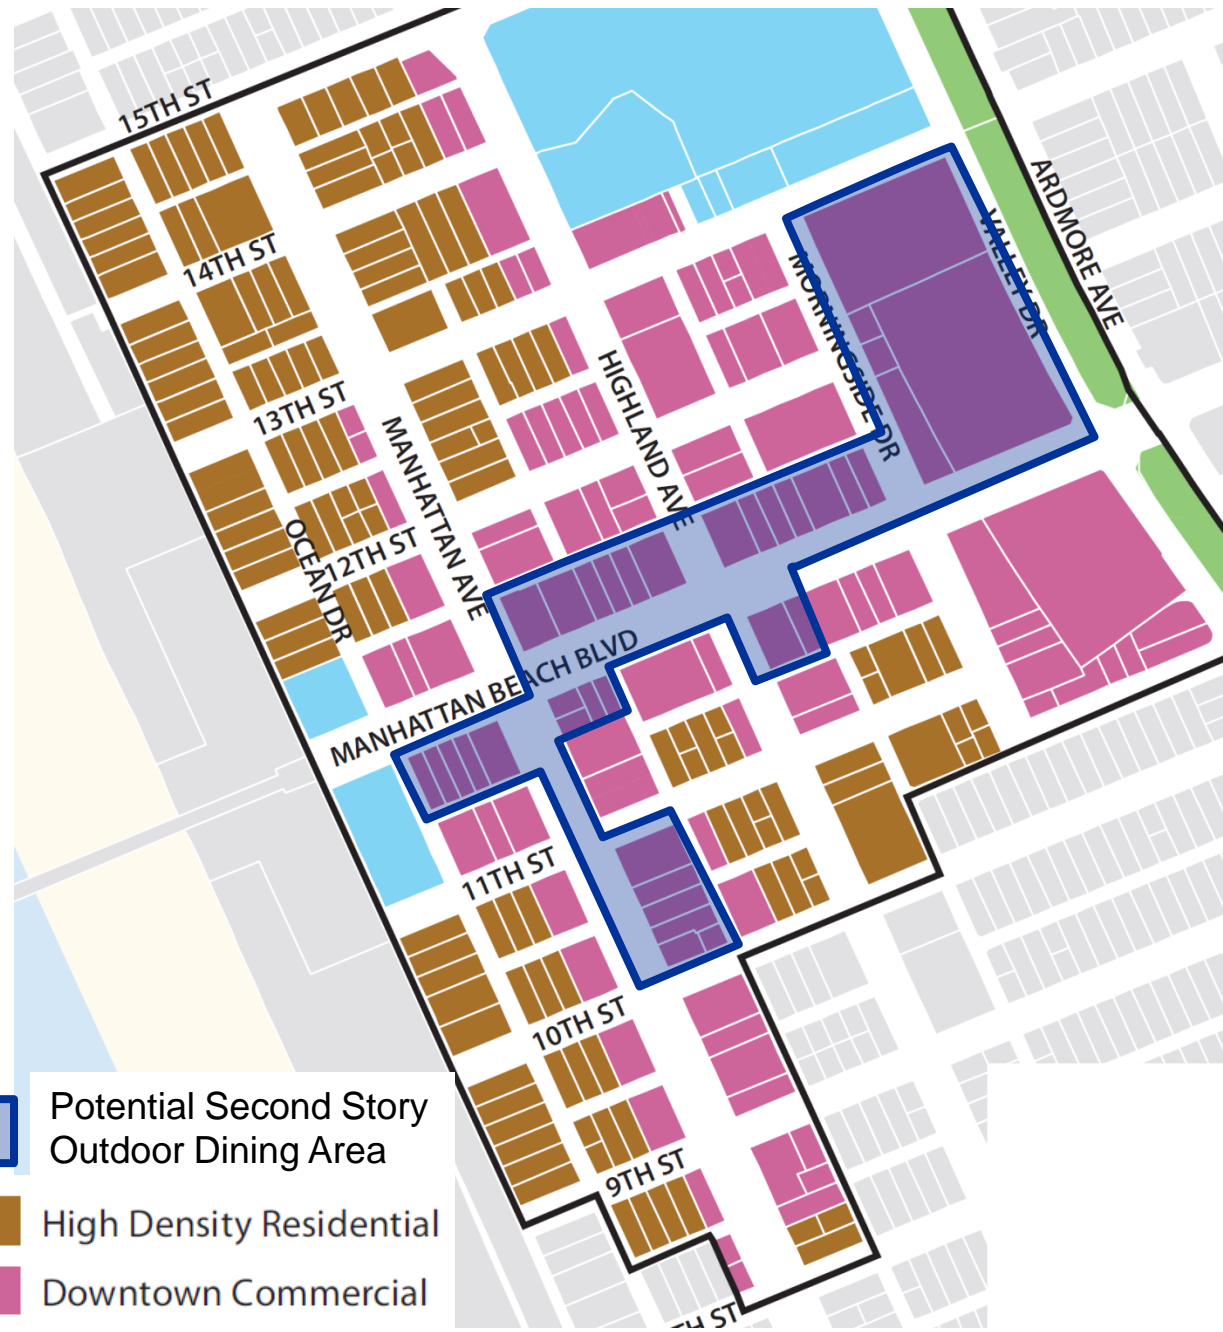 15TH ST
ARDMORE AVE
VALLEY DR
14TH ST
MORNINGSIDE DR
HIGHLAND AVE
13TH ST
MANHATTAN AVE
OCEAN DR
12TH ST
MANHATTAN BEACH BLVD
11TH ST
10TH ST
9TH ST
TH ST
Potential Second Story
Outdoor Dining Area
High Density Residential
Downtown Commercial